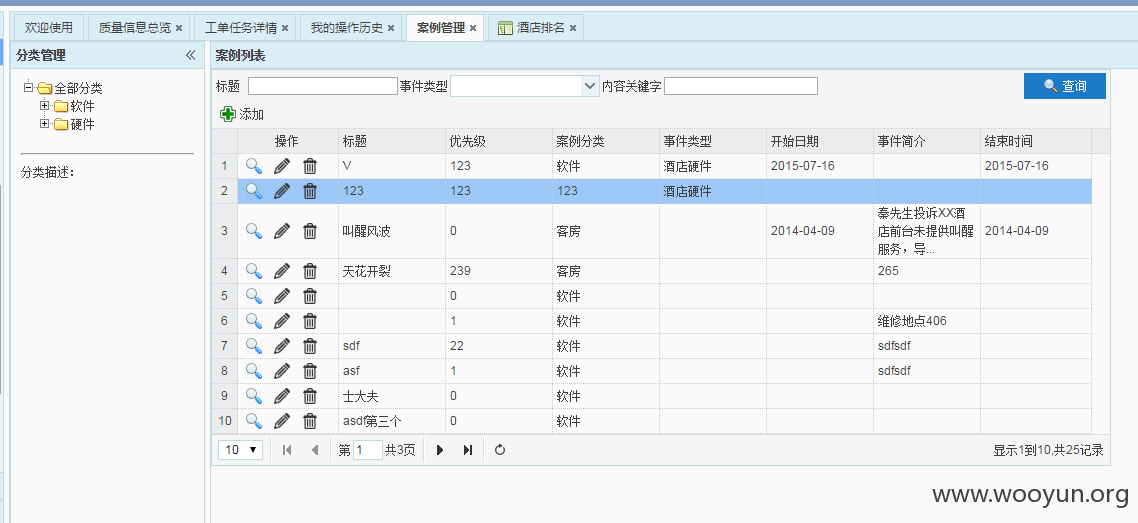 欢迎使用 质量信息总览 工单任务详情 我的操作历史 案例管理 酒店排名
分类管理
案例列表
全部分类
软件
硬件
分类描述:
标题 事件类型 内容关键字 查询
添加
操作 标题 优先级 案例分类 事件类型 开始日期 事件简介 结束时间
1 V 123 软件 酒店硬件 2015-07-16 2015-07-16
2 123 123 123 酒店硬件
3 叫醒风波 0 客房 2014-04-09 秦先生投诉XX酒 2014-04-09
店前台未提供叫醒
服务，导...
4 天花开裂 239 客房 265
5 0 软件
6 1 软件 维修地点406
7 sdf 22 软件 sdfsdf
8 asf 1 软件 sdfsdf
9 士大夫 0 软件
10 asdf第三个 0 软件
10 第 1 共3页 显示1到10,共25记录
www.wooyun.org